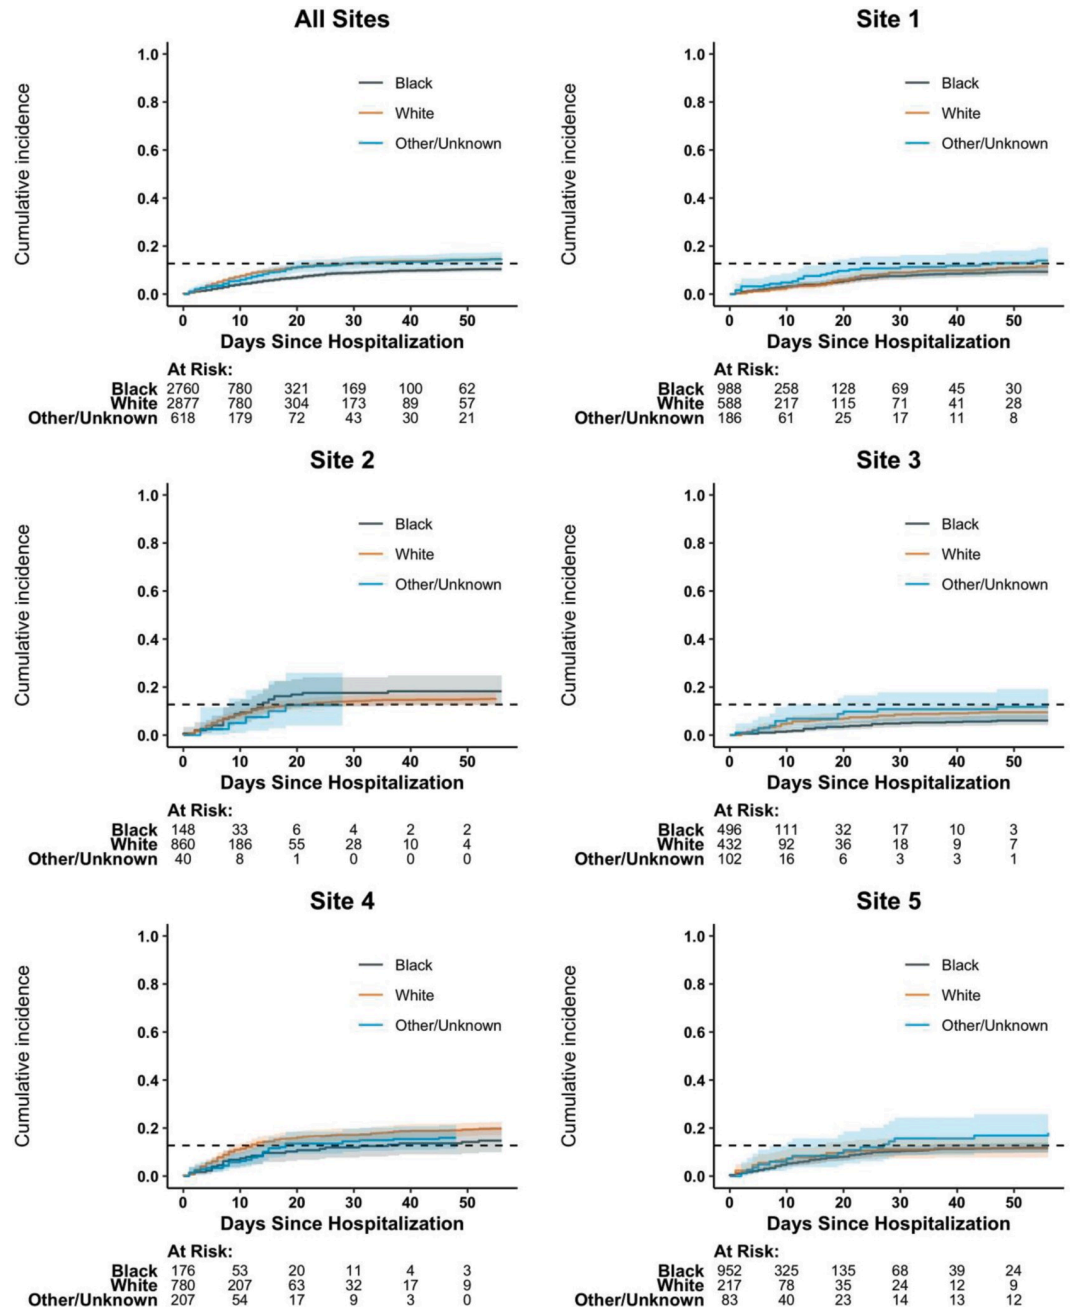 All Sites
Cumulative incidence
1.0
0.8
0.6
0.4
0.2
0.0
Black
White
Other/Unknown
0 10 20 30 40 50
Days Since Hospitalization
At Risk:
Black 2760 780 321 169 100 62
White 2877 780 304 173 89 57
Other/Unknown 618 179 72 43 30 21
Site 1
Cumulative incidence
1.0
0.8
0.6
0.4
0.2
0.0
Black
White
Other/Unknown
0 10 20 30 40 50
Days Since Hospitalization
At Risk:
Black 988 258 128 69 45 30
White 588 217 115 71 41 28
Other/Unknown 186 61 25 17 11 8
Site 2
Cumulative incidence
1.0
0.8
0.6
0.4
0.2
0.0
Black
White
Other/Unknown
0 10 20 30 40 50
Days Since Hospitalization
At Risk:
Black 148 33 6 4 2 2
White 860 186 55 28 10 4
Other/Unknown 40 8 1 0 0 0
Site 3
Cumulative incidence
1.0
0.8
0.6
0.4
0.2
0.0
Black
White
Other/Unknown
0 10 20 30 40 50
Days Since Hospitalization
At Risk:
Black 496 111 32 17 10 3
White 432 92 36 18 9 7
Other/Unknown 102 16 6 3 3 1
Site 4
Cumulative incidence
1.0
0.8
0.6
0.4
0.2
0.0
Black
White
Other/Unknown
0 10 20 30 40 50
Days Since Hospitalization
At Risk:
Black 176 53 20 11 4 3
White 780 207 63 32 17 9
Other/Unknown 207 54 17 9 3 0
Site 5
Cumulative incidence
1.0
0.8
0.6
0.4
0.2
0.0
Black
White
Other/Unknown
0 10 20 30 40 50
Days Since Hospitalization
At Risk:
Black 952 325 135 68 39 24
White 217 78 35 24 12 9
Other/Unknown 83 40 23 14 13 12